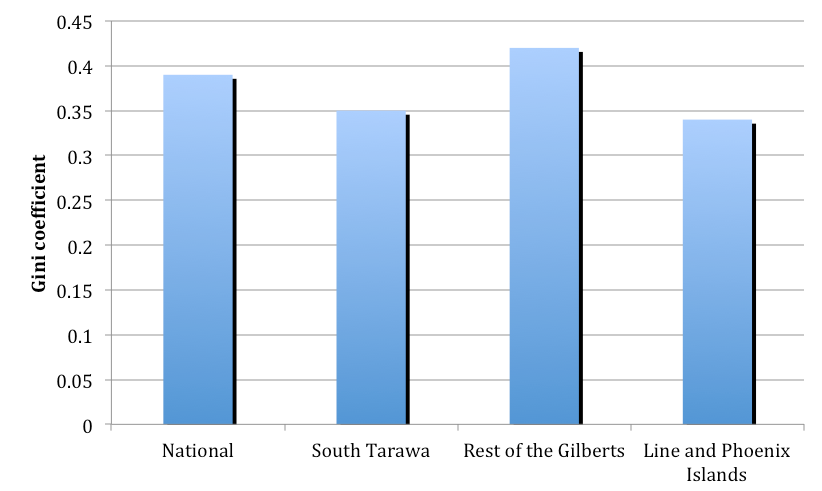 0.45
0.4
0.35
0.3
0.25
0.2
0.15
0.1
0.05
0
Gini coefficient
National
South Tarawa
Rest of the Gilberts
Line and Phoenix
Islands